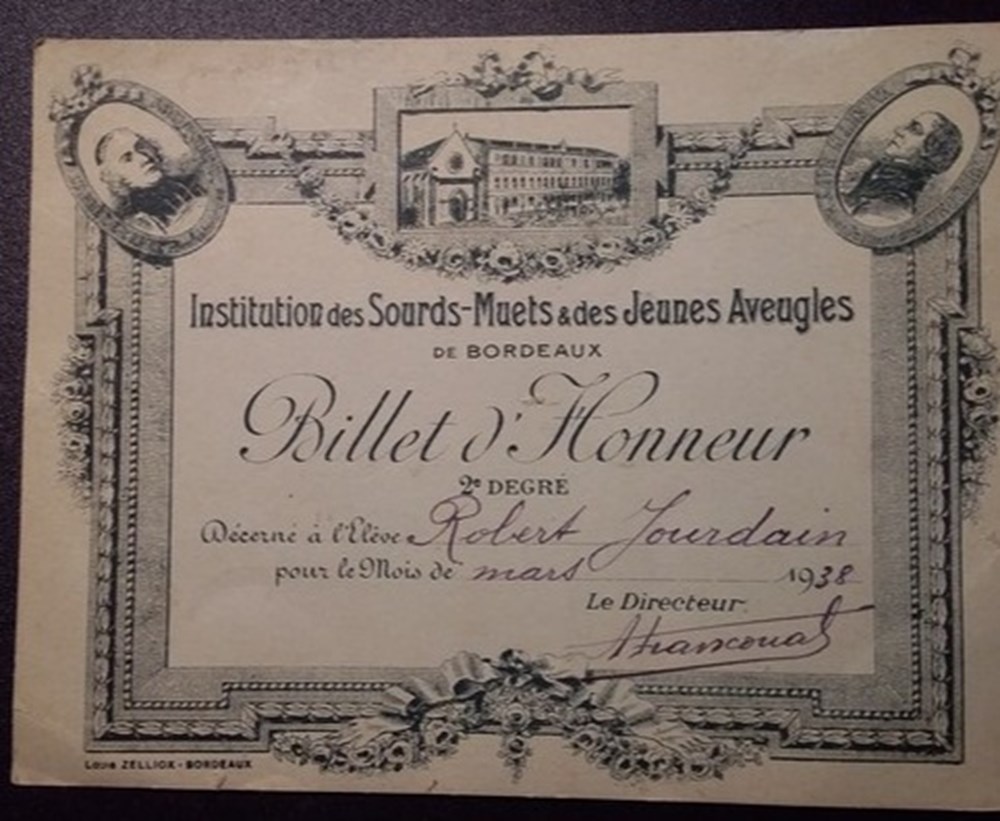 Institution des Sourds-Muets & des Jeunes Aveugles
DE BORDEAUX
Billet d'Honneur
2e DEGRÉ
Décerné à l'Elève Robert Jourdain
pour le Mois de mars 1938
Le Directeur
LOUIS ZELLIOX - BORDEAUX